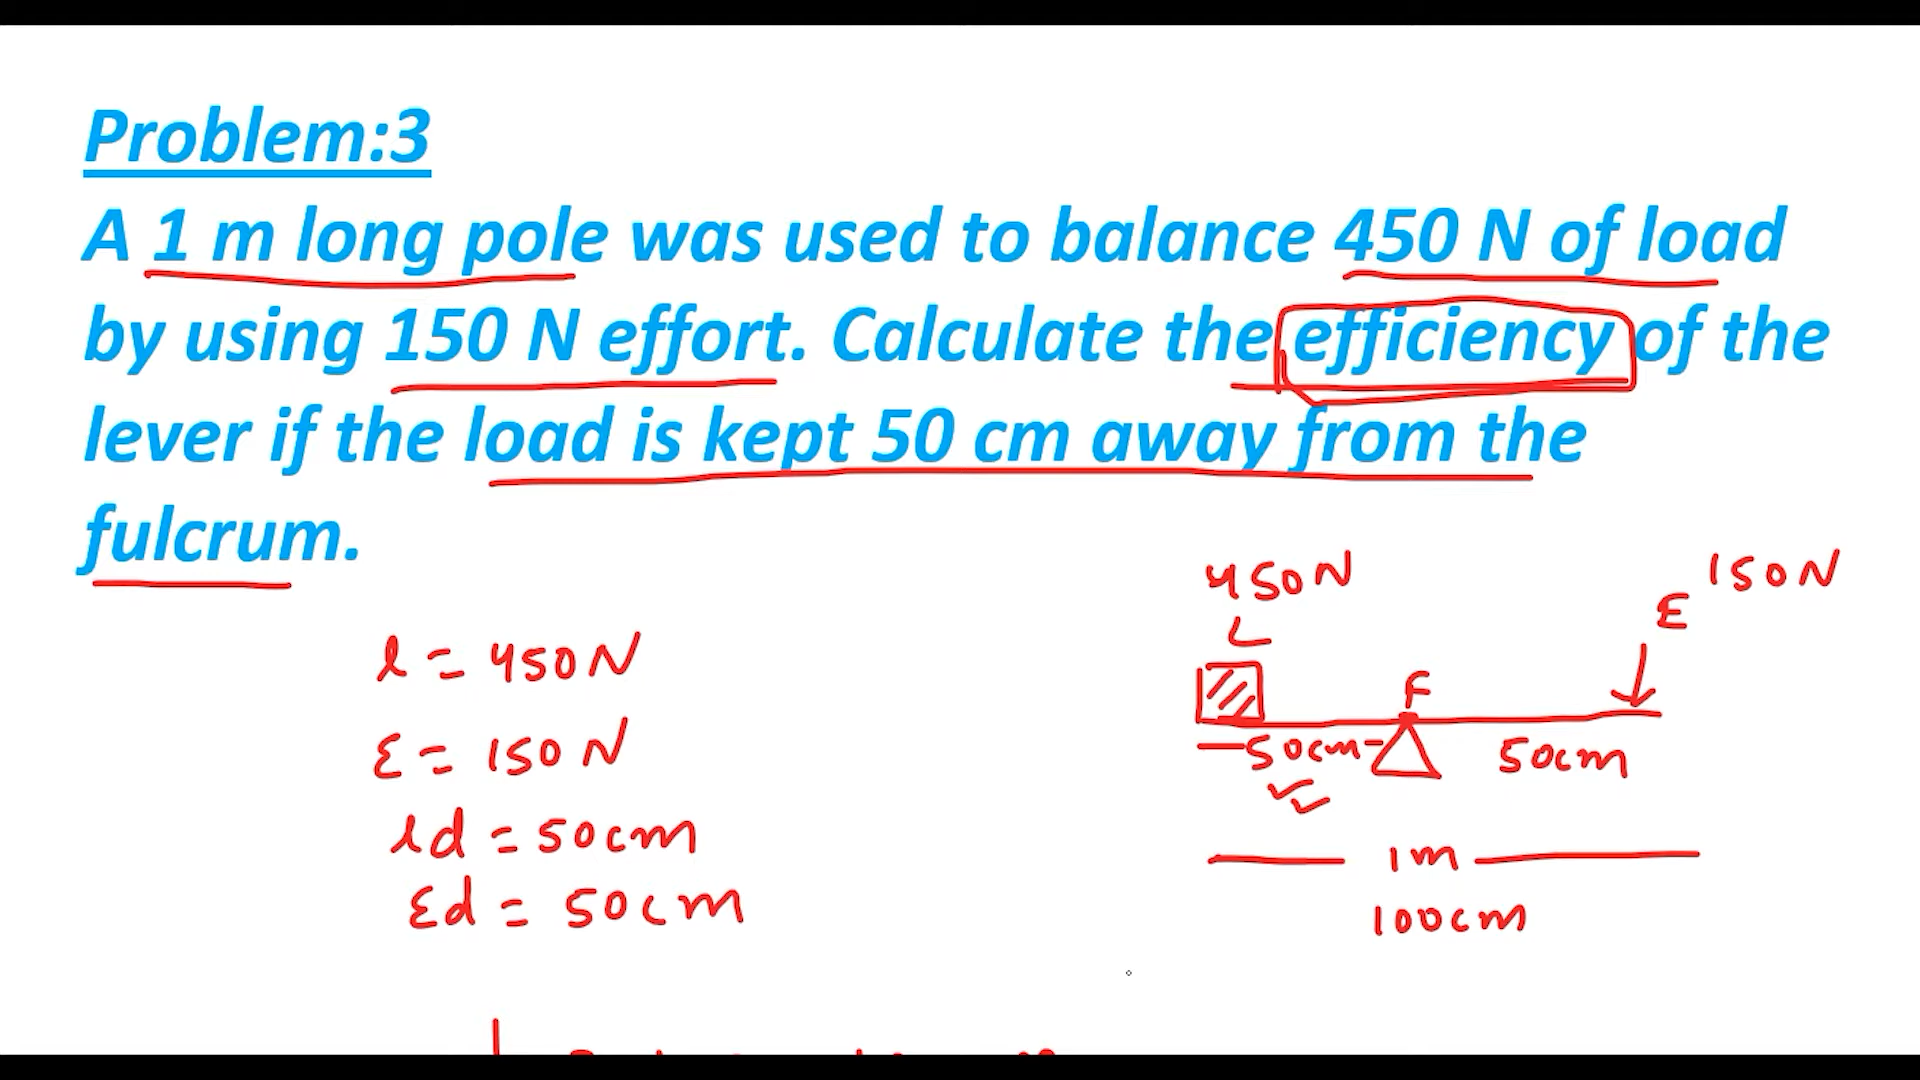 Problem:3
A 1 m long pole was used to balance 450 N of load
by using 150 N effort. Calculate the efficiency of the
lever if the load is kept 50 cm away from the
fulcrum.
450N
150N
L
E
l = 450N
F
E = 150N
50cm
50cm
ld = 50cm
1m
Ed = 50cm
100cm